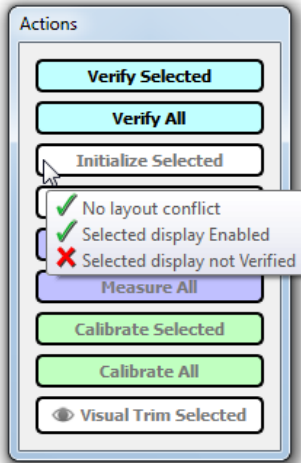 Actions
Verify Selected
Verify All
Initialize Selected
No layout conflict
Selected display Enabled
Selected display not Verified
Measure All
Calibrate Selected
Calibrate All
Visual Trim Selected